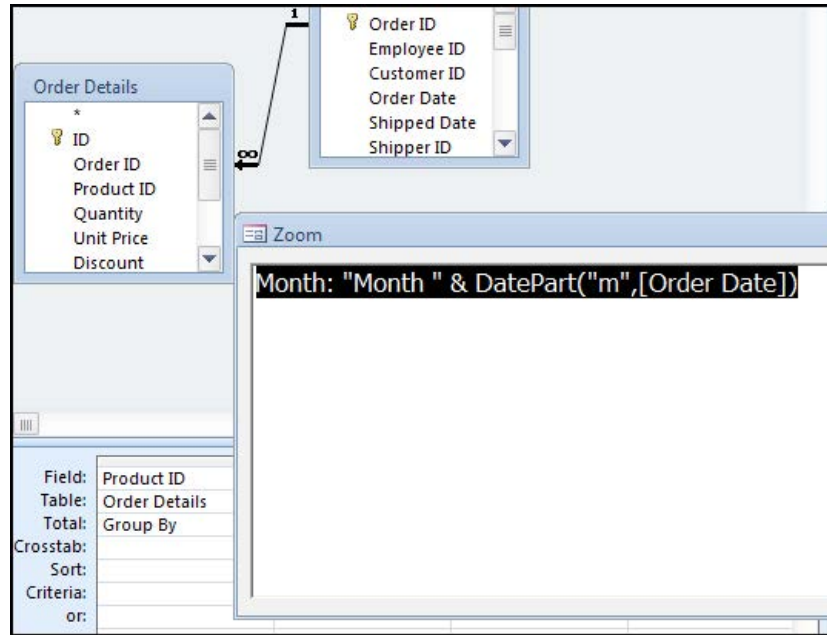 1
Order ID
Employee ID
Customer ID
Order Date
Shipped Date
Shipper ID
Order Details
*
ID
Order ID
Product ID
Quantity
Unit Price
Discount
∞
Zoom
Month: "Month " & DatePart("m",[Order Date])
Field: Product ID
Table: Order Details
Total: Group By
Crosstab:
Sort:
Criteria:
or: